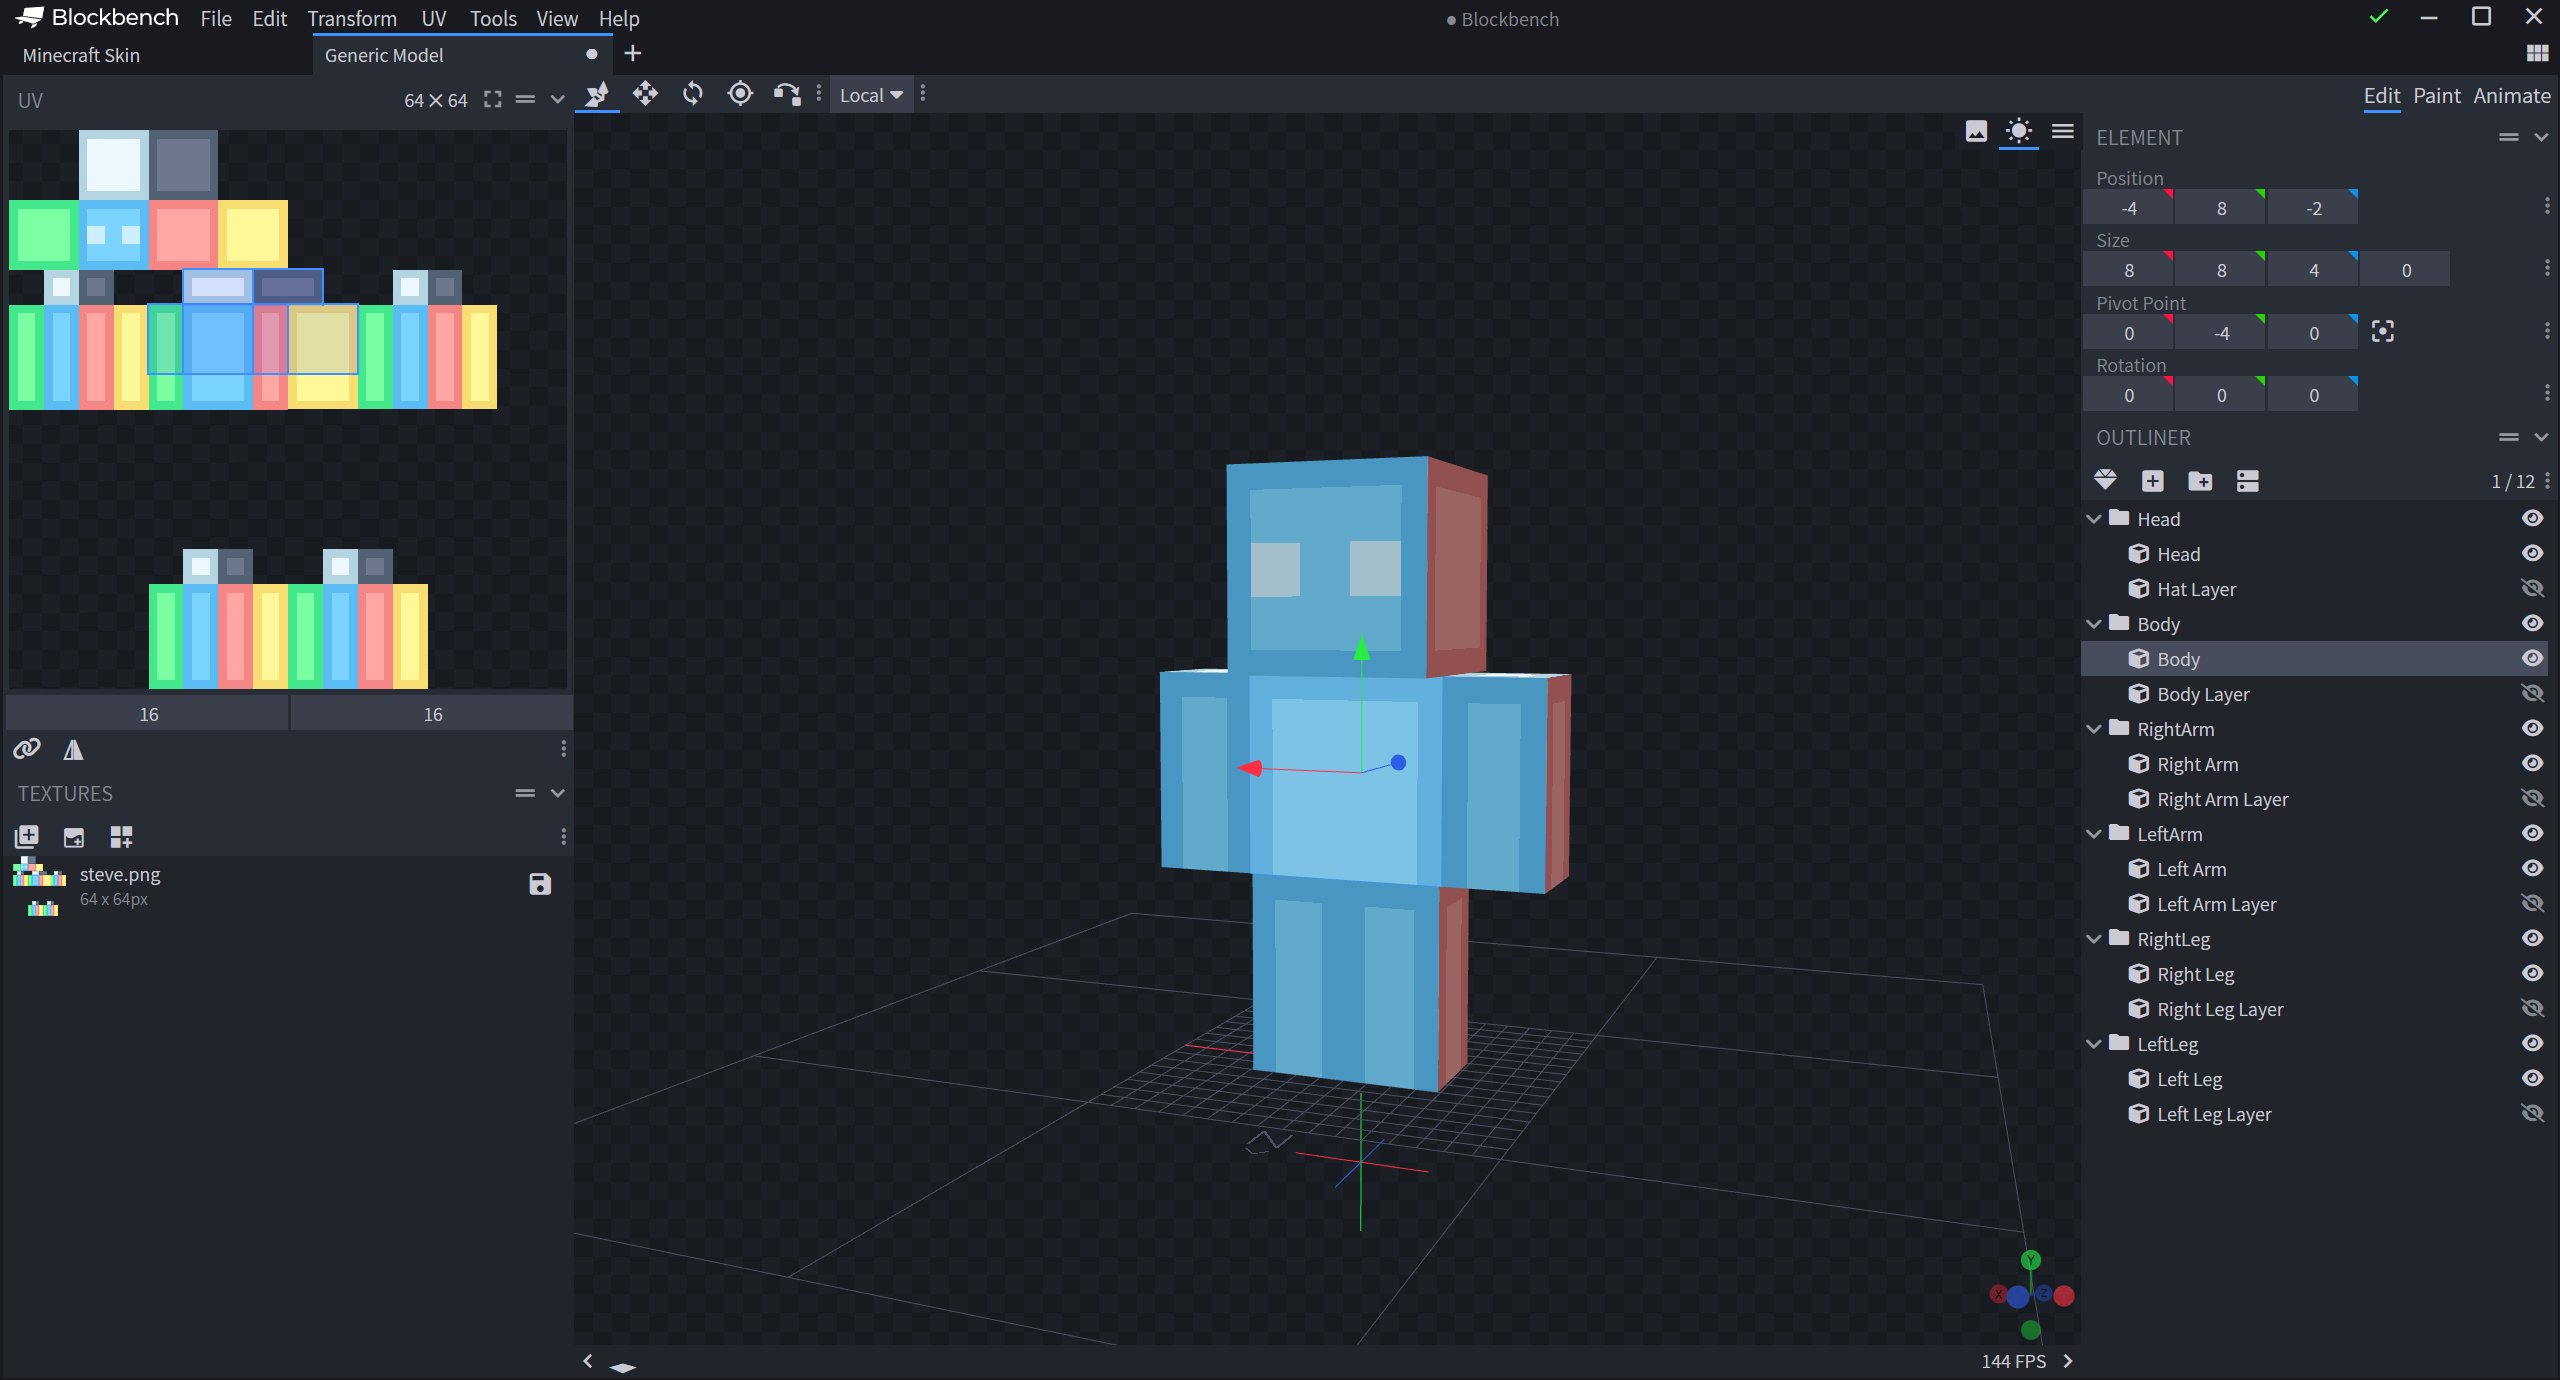 Blockbench File Edit Transform UV Tools View Help
Blockbench
Minecraft Skin
Generic Model
UV
64×64
Local
Edit Paint Animate
ELEMENT
Position
-4 8 -2
Size
8 8 4 0
Pivot Point
0 -4 0
Rotation
0 0 0
OUTLINER
1 / 12
Head
Head
Hat Layer
Body
Body
Body Layer
RightArm
Right Arm
Right Arm Layer
LeftArm
Left Arm
Left Arm Layer
RightLeg
Right Leg
Right Leg Layer
LeftLeg
Left Leg
Left Leg Layer
16 16
TEXTURES
steve.png
64 x 64px
Y
X
Z
144 FPS